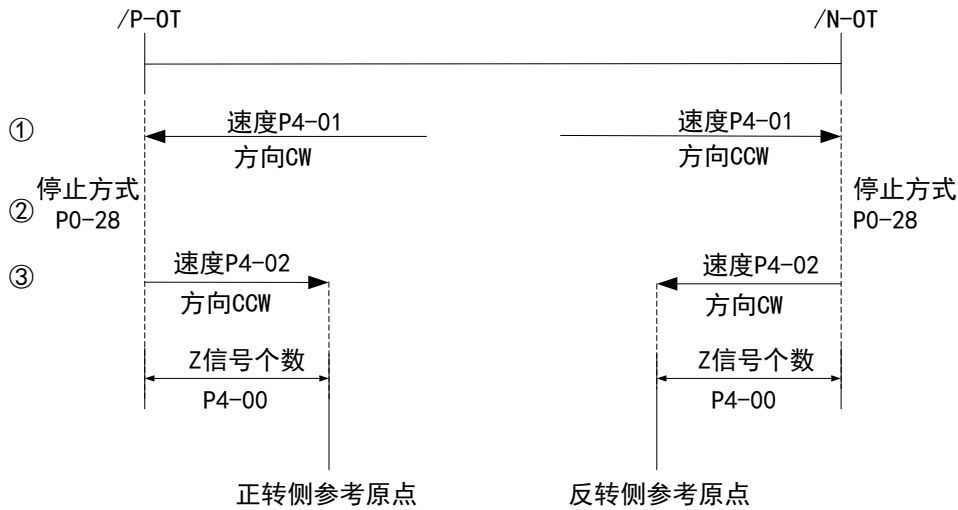 /P-OT /N-OT
① 速度P4-01 速度P4-01
方向CW 方向CCW
停止方式 停止方式
② P0-28 P0-28
③ 速度P4-02 速度P4-02
方向CCW 方向CW
Z信号个数 Z信号个数
P4-00 P4-00
正转侧参考原点 反转侧参考原点